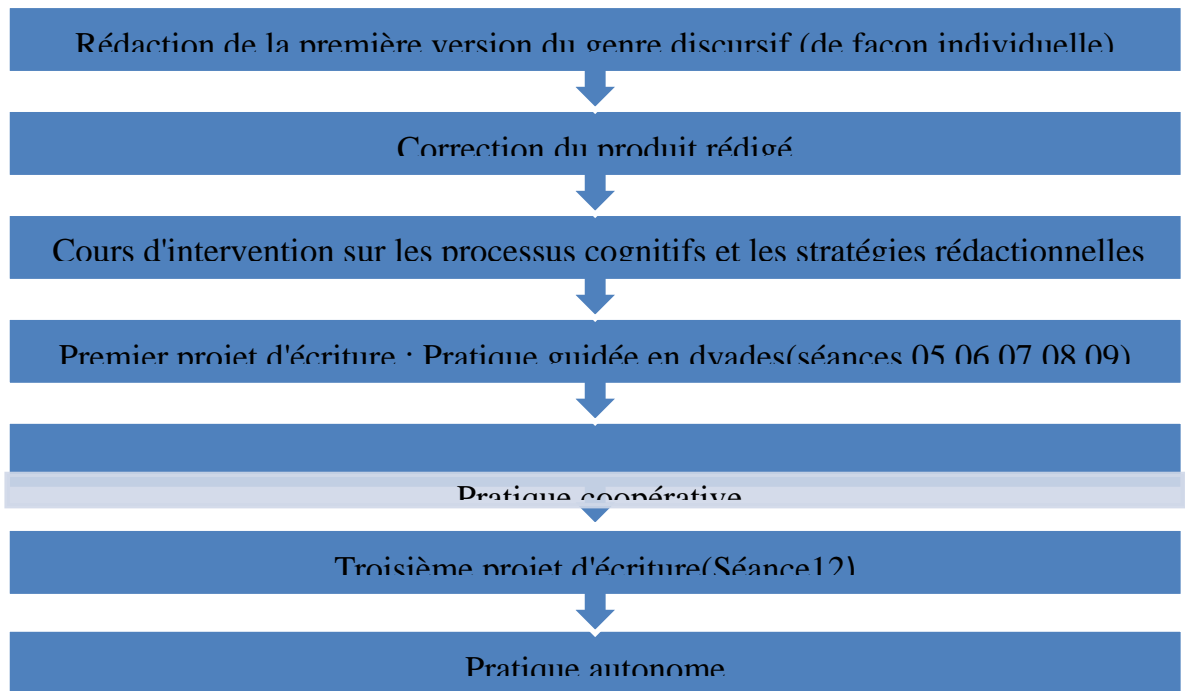 Rédaction de la première version du genre discursif (de façon individuelle)
Correction du produit rédigé
Cours d'intervention sur les processus cognitifs et les stratégies rédactionnelles
Premier projet d'écriture : Pratique guidée en dyades(séances 05 06 07 08 09)
Pratique coopérative
Troisième projet d'écriture(Séance12)
Pratique autonome